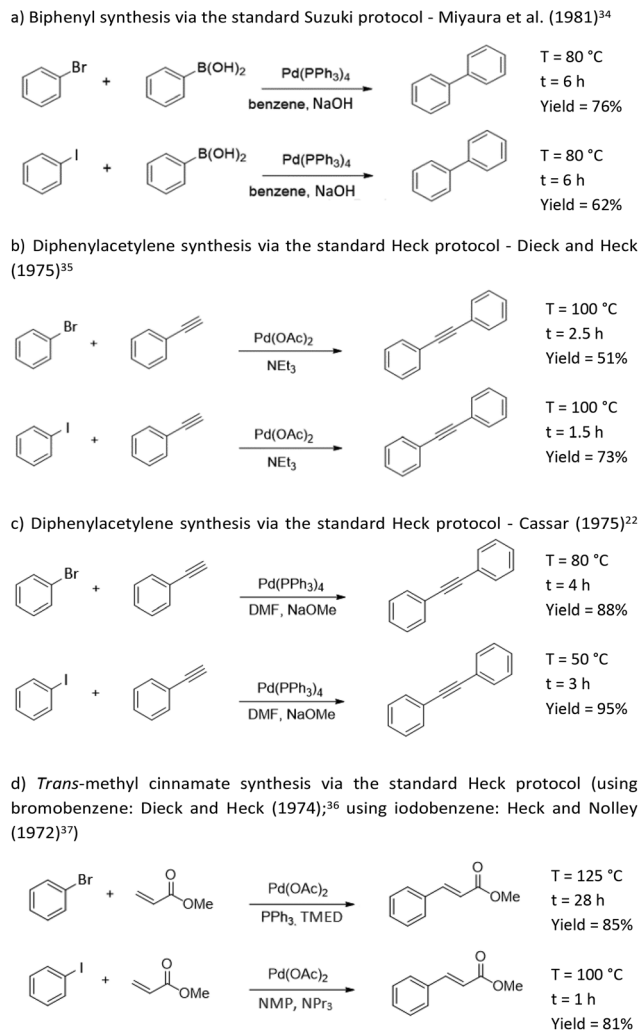 a) Biphenyl synthesis via the standard Suzuki protocol - Miyaura et al. (1981)³⁴
Br + B(OH)₂ Pd(PPh₃)₄ T = 80 °C
benzene, NaOH t = 6 h
Yield = 76%
I + B(OH)₂ Pd(PPh₃)₄ T = 80 °C
benzene, NaOH t = 6 h
Yield = 62%
b) Diphenylacetylene synthesis via the standard Heck protocol - Dieck and Heck
(1975)³⁵
Br + Pd(OAc)₂ T = 100 °C
NEt₃ t = 2.5 h
Yield = 51%
I + Pd(OAc)₂ T = 100 °C
NEt₃ t = 1.5 h
Yield = 73%
c) Diphenylacetylene synthesis via the standard Heck protocol - Cassar (1975)²²
Br + Pd(PPh₃)₄ T = 80 °C
DMF, NaOMe t = 4 h
Yield = 88%
I + Pd(PPh₃)₄ T = 50 °C
DMF, NaOMe t = 3 h
Yield = 95%
d) Trans-methyl cinnamate synthesis via the standard Heck protocol (using
bromobenzene: Dieck and Heck (1974);³⁶ using iodobenzene: Heck and Nolley
(1972)³⁷)
Br + O OMe Pd(OAc)₂ O OMe T = 125 °C
PPh₃, TMED t = 28 h
Yield = 85%
I + O OMe Pd(OAc)₂ O OMe T = 100 °C
NMP, NPr₃ t = 1 h
Yield = 81%